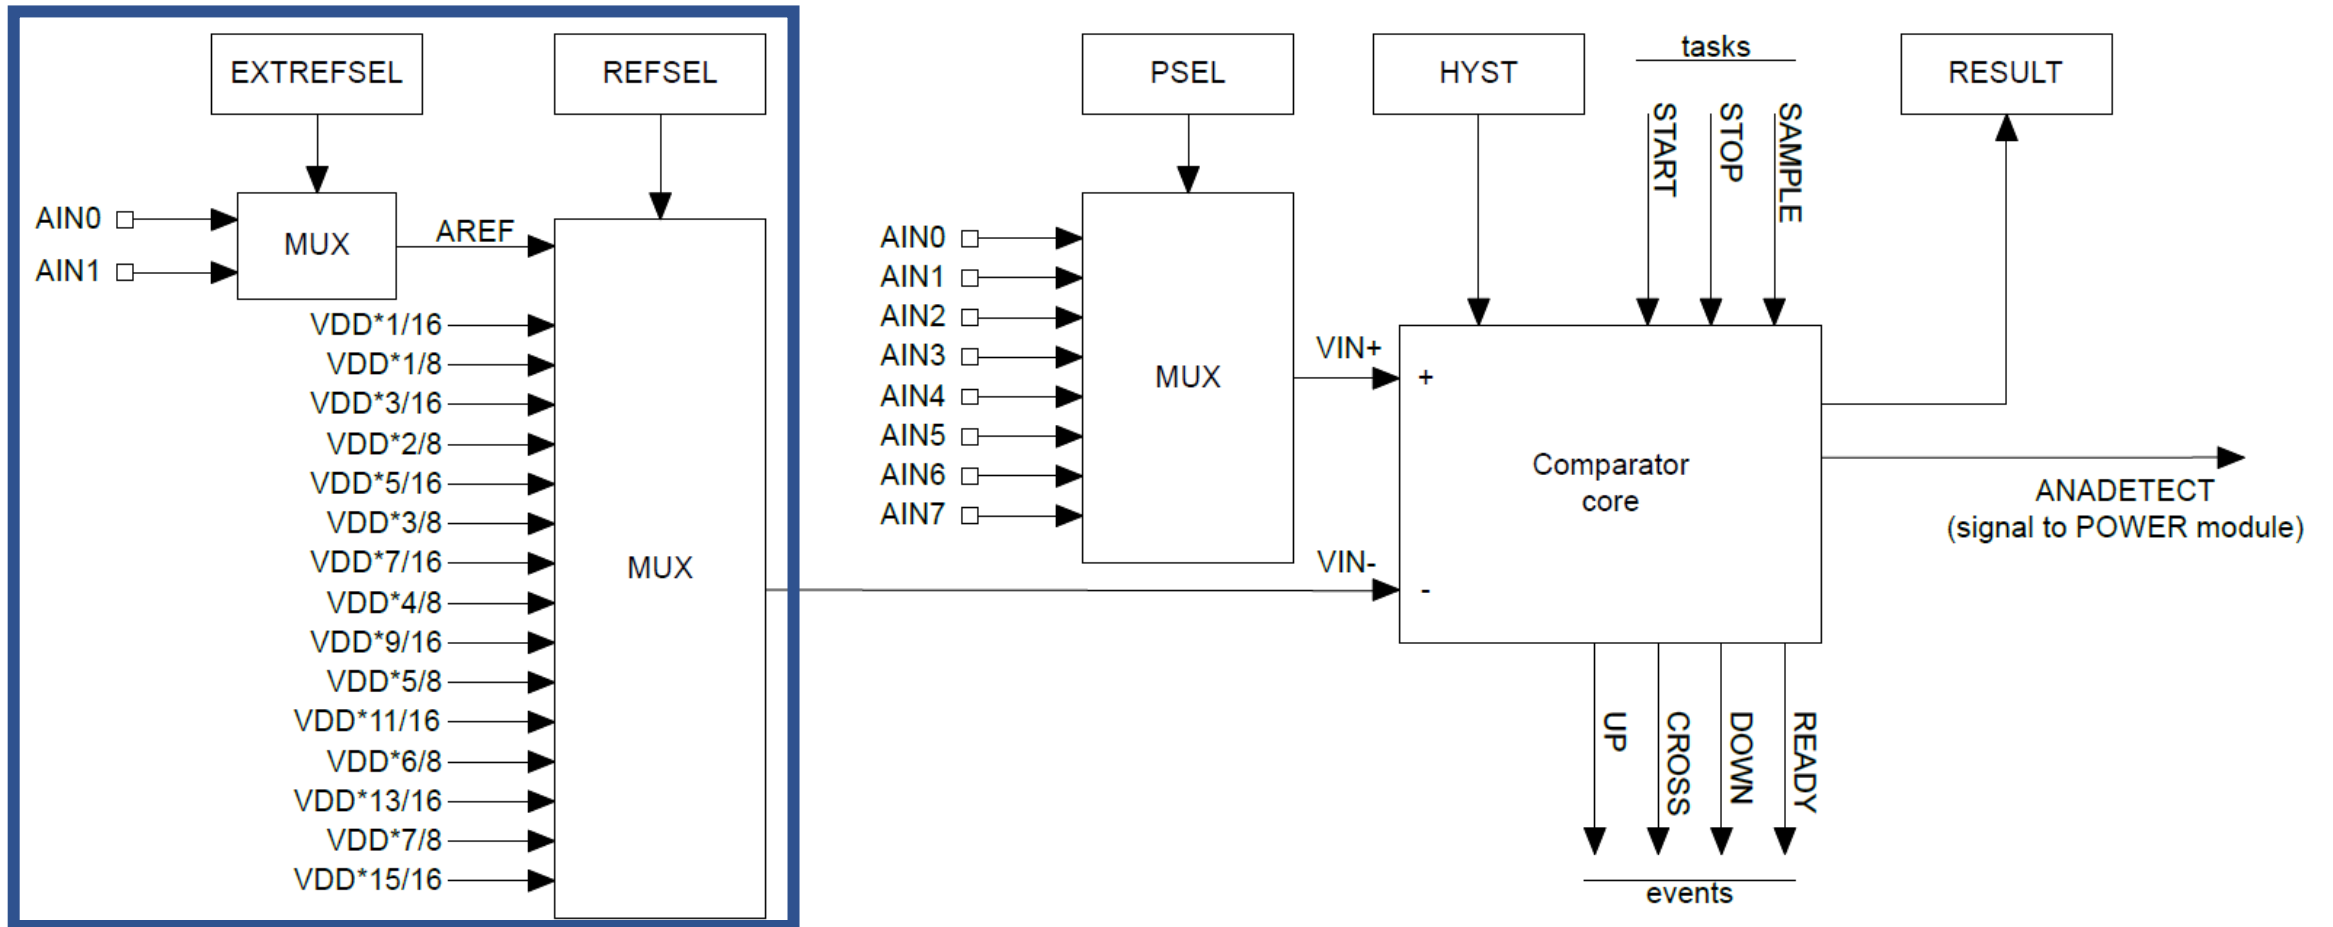 EXTREFSEL
REFSEL
AIN0
AIN1
MUX
AREF
VDD*1/16
VDD*1/8
VDD*3/16
VDD*2/8
VDD*5/16
VDD*3/8
VDD*7/16
VDD*4/8
VDD*9/16
VDD*5/8
VDD*11/16
VDD*6/8
VDD*13/16
VDD*7/8
VDD*15/16
MUX
PSEL
AIN0
AIN1
AIN2
AIN3
AIN4
AIN5
AIN6
AIN7
MUX
VIN+
VIN-
HYST
tasks
START
STOP
SAMPLE
RESULT
+
-
Comparator
core
ANADETECT
(signal to POWER module)
UP
CROSS
DOWN
READY
events